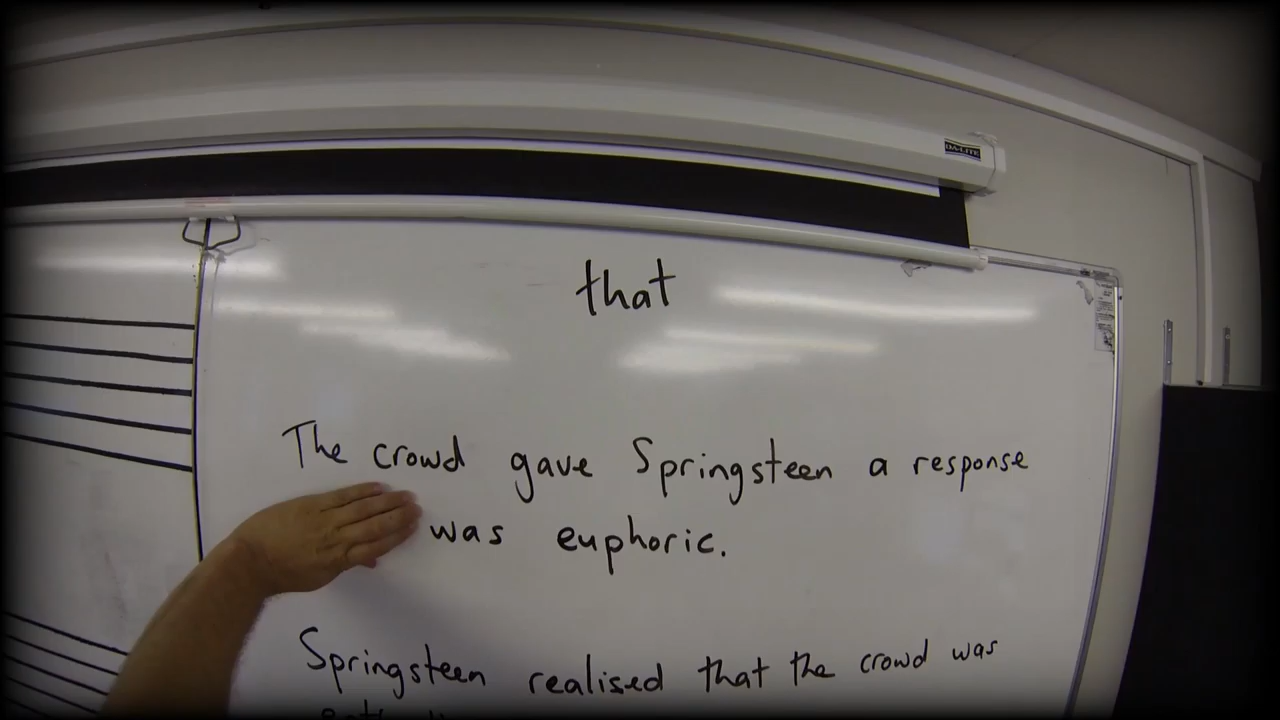 DA-LITE
that
The crowd gave Springsteen a response
was euphoric.
Springsteen realised that the crowd was